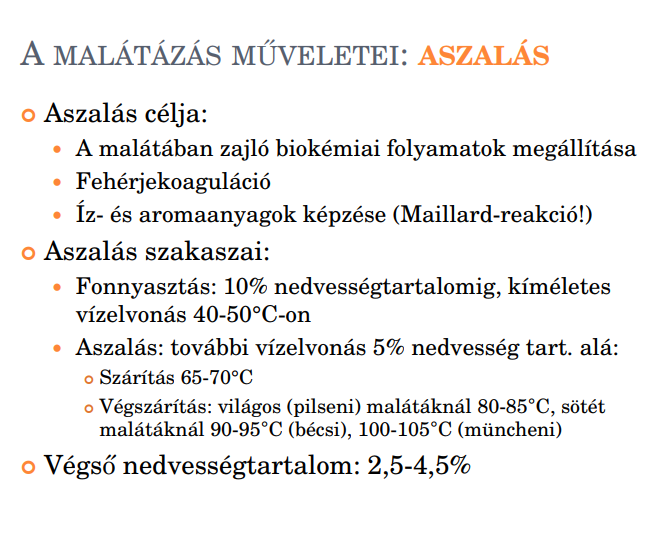 A MALÁTÁZÁS MŰVELETEI: ASZALÁS
Aszalás célja:
A malátában zajló biokémiai folyamatok megállítása
Fehérjekoaguláció
Íz- és aromaanyagok képzése (Maillard-reakció!)
Aszalás szakaszai:
Fonnyasztás: 10% nedvességtartalomig, kíméletes
vízelvonás 40-50°C-on
Aszalás: további vízelvonás 5% nedvesség tart. alá:
Szárítás 65-70°C
Végszárítás: világos (pilseni) malátáknál 80-85°C, sötét
malátáknál 90-95°C (bécsi), 100-105°C (müncheni)
Végső nedvességtartalom: 2,5-4,5%